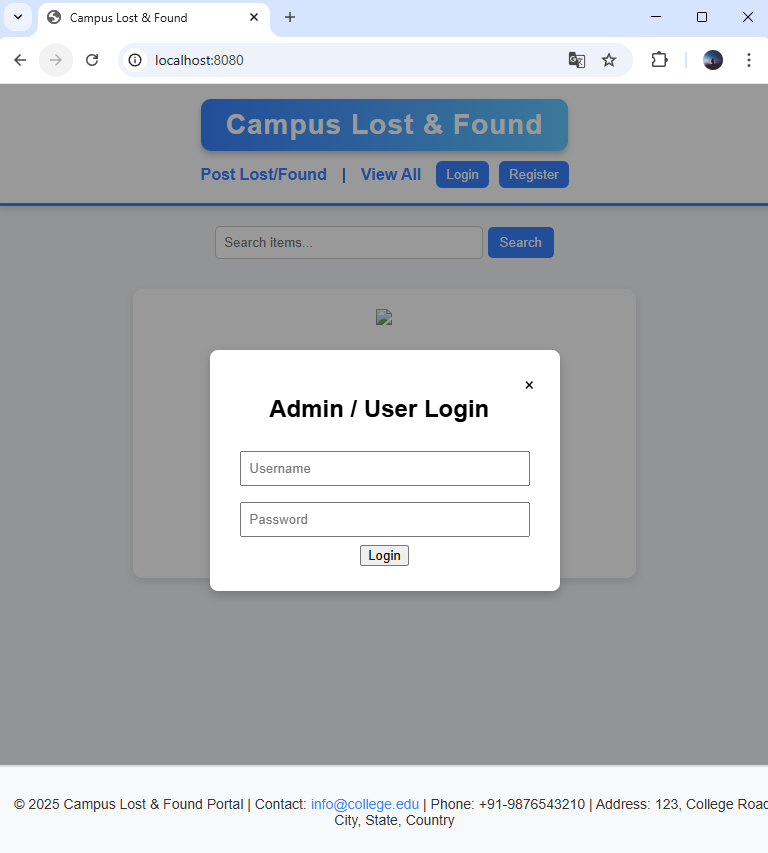 Campus Lost & Found
localhost:8080
Campus Lost & Found
Post Lost/Found | View All Login Register
Search items... Search
×
Admin / User Login
Username
Password
Login
© 2025 Campus Lost & Found Portal | Contact: info@college.edu | Phone: +91-9876543210 | Address: 123, College Road
City, State, Country